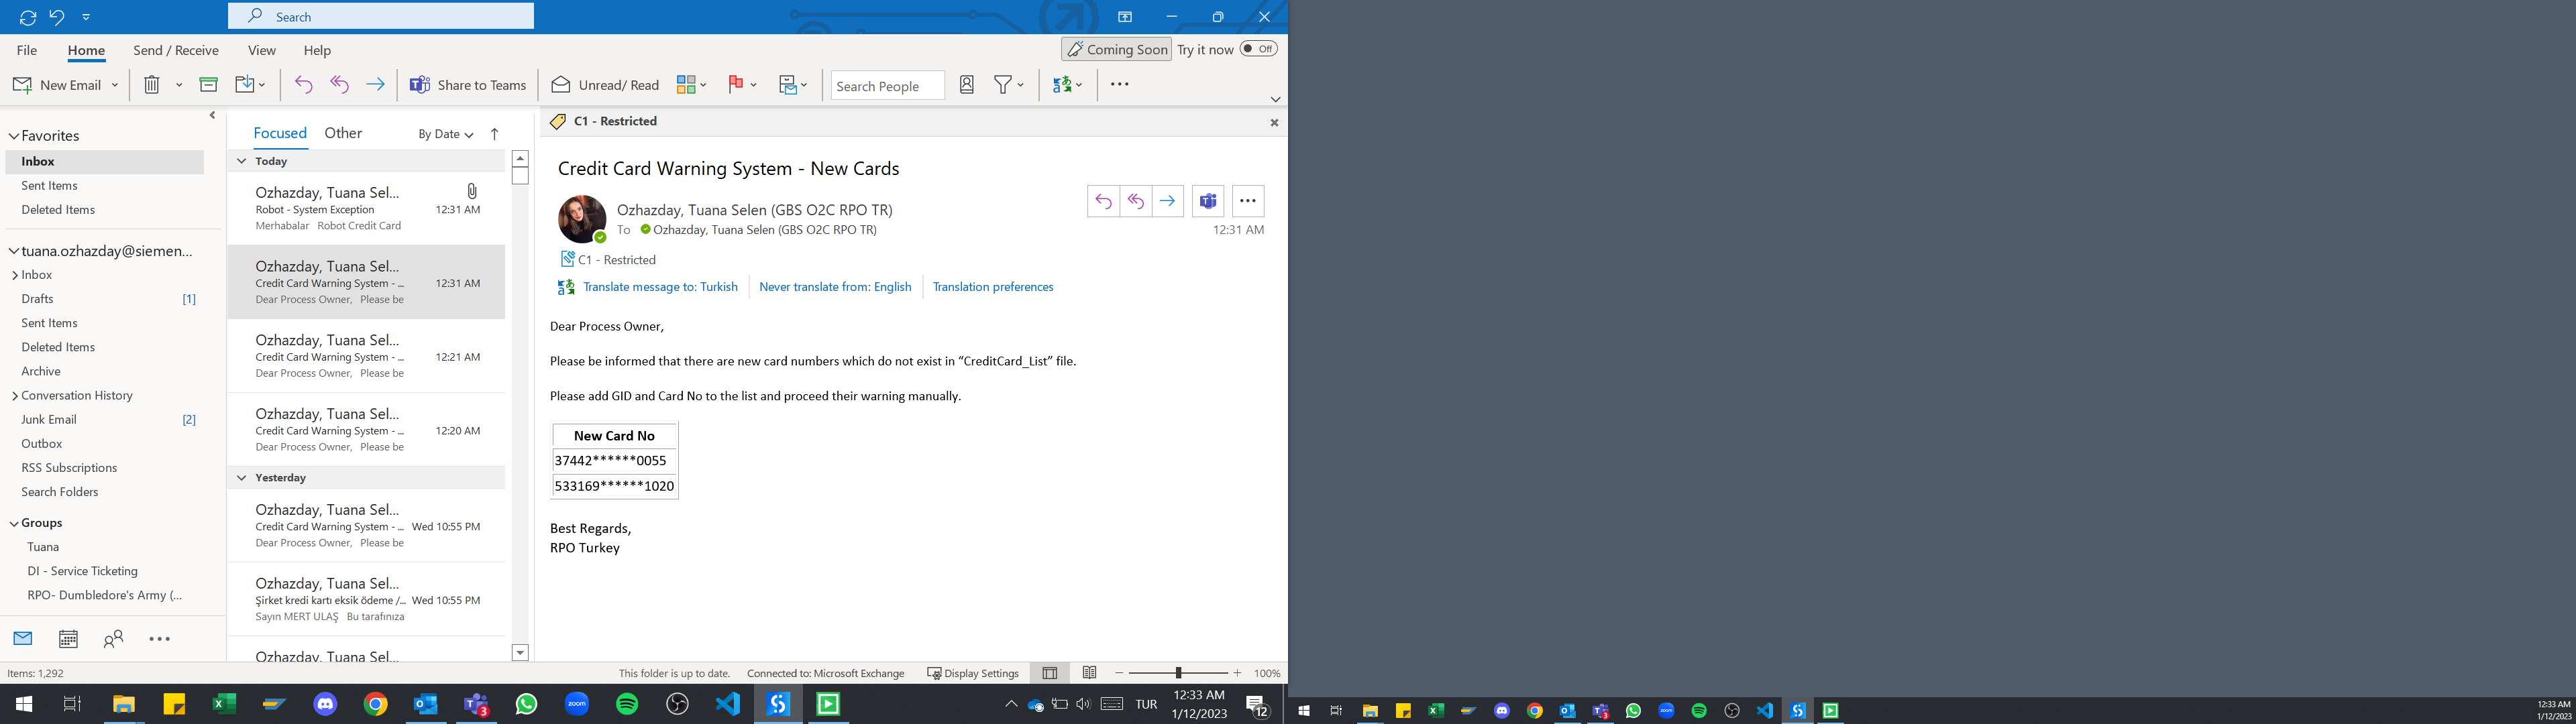 Search
File Home Send / Receive View Help
Coming Soon Try it now Off
New Email Share to Teams Unread/ Read Search People
Favorites
Inbox
Sent Items
Deleted Items
tuana.ozhazday@siemen...
Inbox
Drafts [1]
Sent Items
Deleted Items
Archive
Conversation History
Junk Email [2]
Outbox
RSS Subscriptions
Search Folders
Groups
Tuana
DI - Service Ticketing
RPO- Dumbledore's Army (...
Focused Other By Date
Today
Ozhazday, Tuana Sel...
Robot - System Exception 12:31 AM
Merhabalar Robot Credit Card
Ozhazday, Tuana Sel...
Credit Card Warning System - ... 12:31 AM
Dear Process Owner, Please be
Ozhazday, Tuana Sel...
Credit Card Warning System - ... 12:21 AM
Dear Process Owner, Please be
Ozhazday, Tuana Sel...
Credit Card Warning System - ... 12:20 AM
Dear Process Owner, Please be
Yesterday
Ozhazday, Tuana Sel...
Credit Card Warning System - ... Wed 10:55 PM
Dear Process Owner, Please be
Ozhazday, Tuana Sel...
Şirket kredi kartı eksik ödeme /... Wed 10:55 PM
Sayın MERT ULAŞ Bu tarafınıza
Ozhazday, Tuana Sel...
C1 - Restricted
Credit Card Warning System - New Cards
Ozhazday, Tuana Selen (GBS O2C RPO TR)
To Ozhazday, Tuana Selen (GBS O2C RPO TR) 12:31 AM
C1 - Restricted
Translate message to: Turkish Never translate from: English Translation preferences
Dear Process Owner,
Please be informed that there are new card numbers which do not exist in “CreditCard_List” file.
Please add GID and Card No to the list and proceed their warning manually.
New Card No
37442******0055
533169******1020
Best Regards,
RPO Turkey
Items: 1,292 This folder is up to date. Connected to: Microsoft Exchange Display Settings 100%
zoom
3
TUR
12:33 AM
1/12/2023
12
12:33 AM
1/12/2023